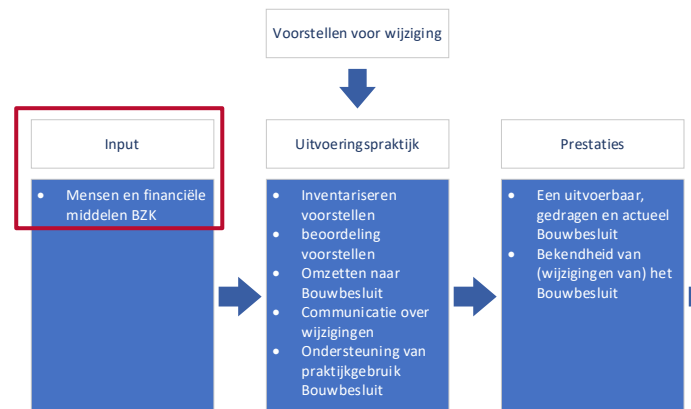 Voorstellen voor wijziging
Input
Mensen en financiële
middelen BZK
Uitvoeringspraktijk
Inventariseren
voorstellen
beoordeling
voorstellen
Omzetten naar
Bouwbesluit
Communicatie over
wijzigingen
Ondersteuning van
praktijkgebruik
Bouwbesluit
Prestaties
Een uitvoerbaar,
gedragen en actueel
Bouwbesluit
Bekendheid van
(wijzigingen van) het
Bouwbesluit